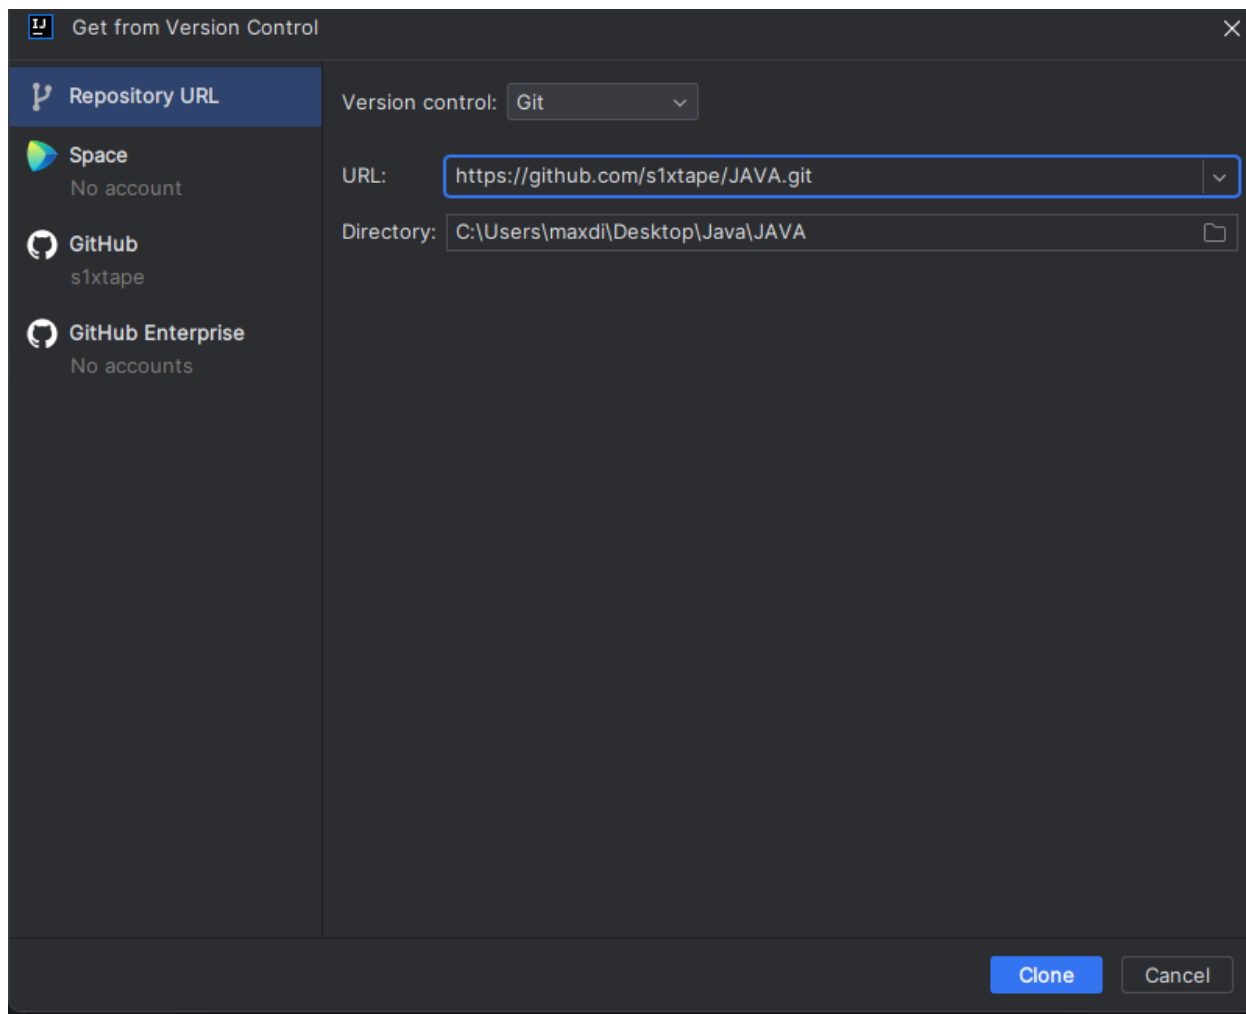 IJ Get from Version Control
Repository URL
Space
No account
GitHub
s1xtape
GitHub Enterprise
No accounts
Version control: Git
URL: https://github.com/s1xtape/JAVA.git
Directory: C:\Users\maxdi\Desktop\Java\JAVA
Clone Cancel